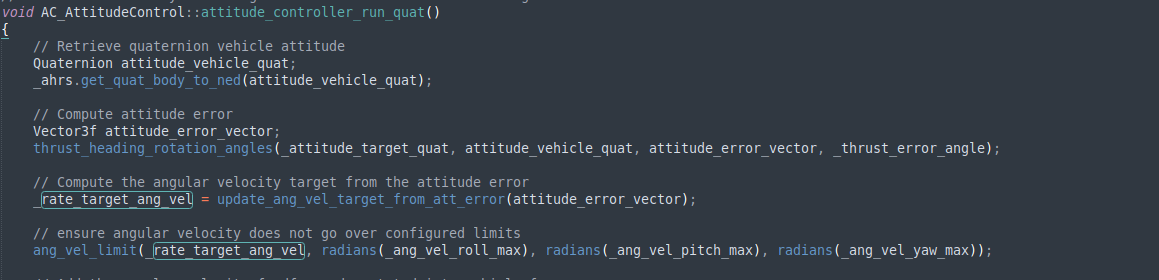 void AC_AttitudeControl::attitude_controller_run_quat()
{
// Retrieve quaternion vehicle attitude
Quaternion attitude_vehicle_quat;
_ahrs.get_quat_body_to_ned(attitude_vehicle_quat);
// Compute attitude error
Vector3f attitude_error_vector;
thrust_heading_rotation_angles(_attitude_target_quat, attitude_vehicle_quat, attitude_error_vector, _thrust_error_angle);
// Compute the angular velocity target from the attitude error
_rate_target_ang_vel = update_ang_vel_target_from_att_error(attitude_error_vector);
// ensure angular velocity does not go over configured limits
ang_vel_limit(_rate_target_ang_vel, radians(_ang_vel_roll_max), radians(_ang_vel_pitch_max), radians(_ang_vel_yaw_max));